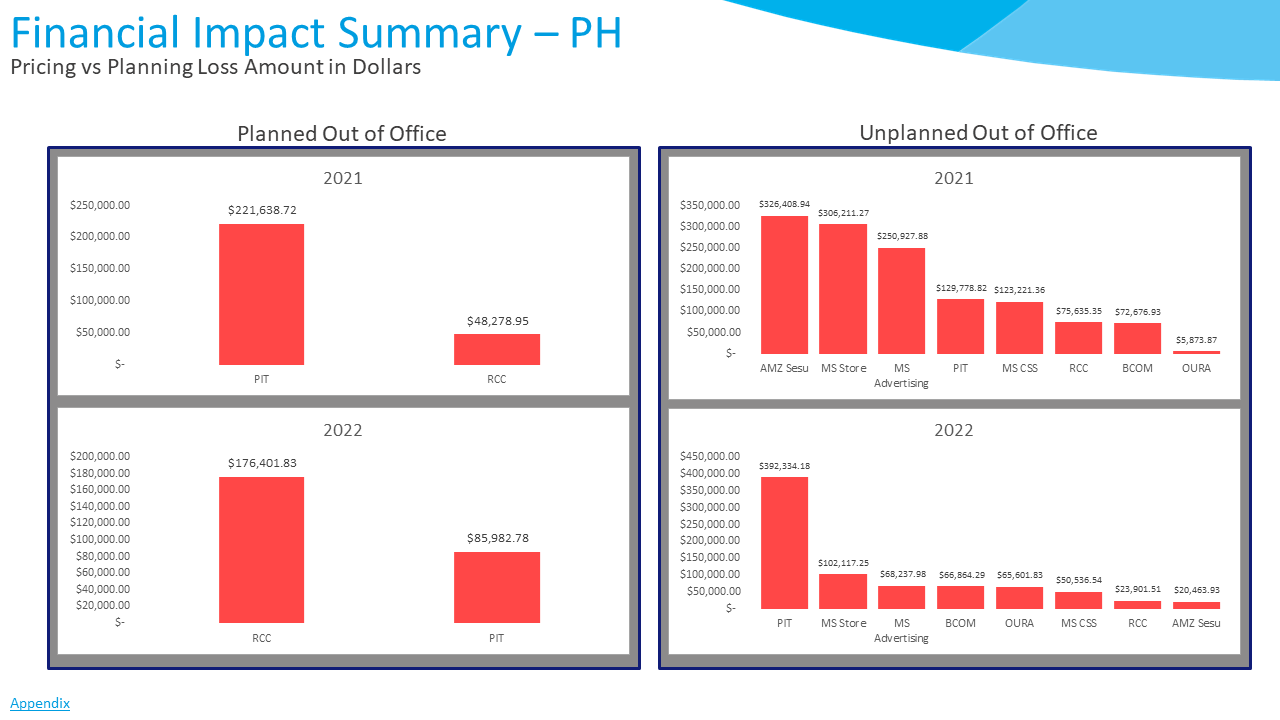 Financial Impact Summary – PH
Pricing vs Planning Loss Amount in Dollars
Planned Out of Office
2021
$250,000.00
$200,000.00
$150,000.00
$100,000.00
$50,000.00
$-
$221,638.72
$48,278.95
PIT
RCC
2022
$200,000.00
$180,000.00
$160,000.00
$140,000.00
$120,000.00
$100,000.00
$80,000.00
$60,000.00
$40,000.00
$20,000.00
$-
$176,401.83
$85,982.78
RCC
PIT
Unplanned Out of Office
2021
$350,000.00
$300,000.00
$250,000.00
$200,000.00
$150,000.00
$100,000.00
$50,000.00
$-
$326,408.94
$306,211.27
$250,927.88
$129,778.82
$123,221.36
$75,635.35
$72,676.93
$5,873.87
AMZ Sesu
MS Store
MS
Advertising
PIT
MS CSS
RCC
BCOM
OURA
2022
$450,000.00
$400,000.00
$350,000.00
$300,000.00
$250,000.00
$200,000.00
$150,000.00
$100,000.00
$50,000.00
$-
$392,334.18
$102,117.25
$68,237.98
$66,864.29
$65,601.83
$50,536.54
$23,901.51
$20,463.93
PIT
MS Store
MS
Advertising
BCOM
OURA
MS CSS
RCC
AMZ Sesu
Appendix